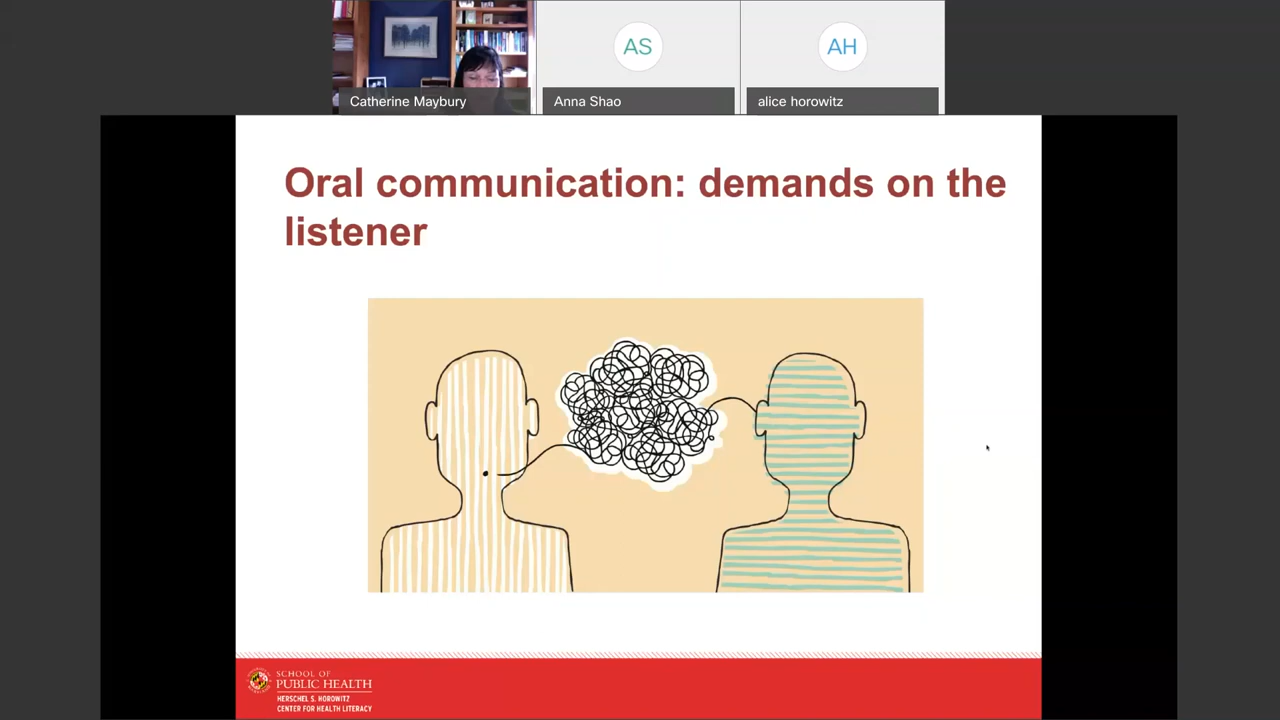 AS
AH
Catherine Maybury
Anna Shao
alice horowitz
Oral communication: demands on the
listener
SCHOOL OF
PUBLIC HEALTH
HERSCHEL S. HOROWITZ
CENTER FOR HEALTH LITERACY